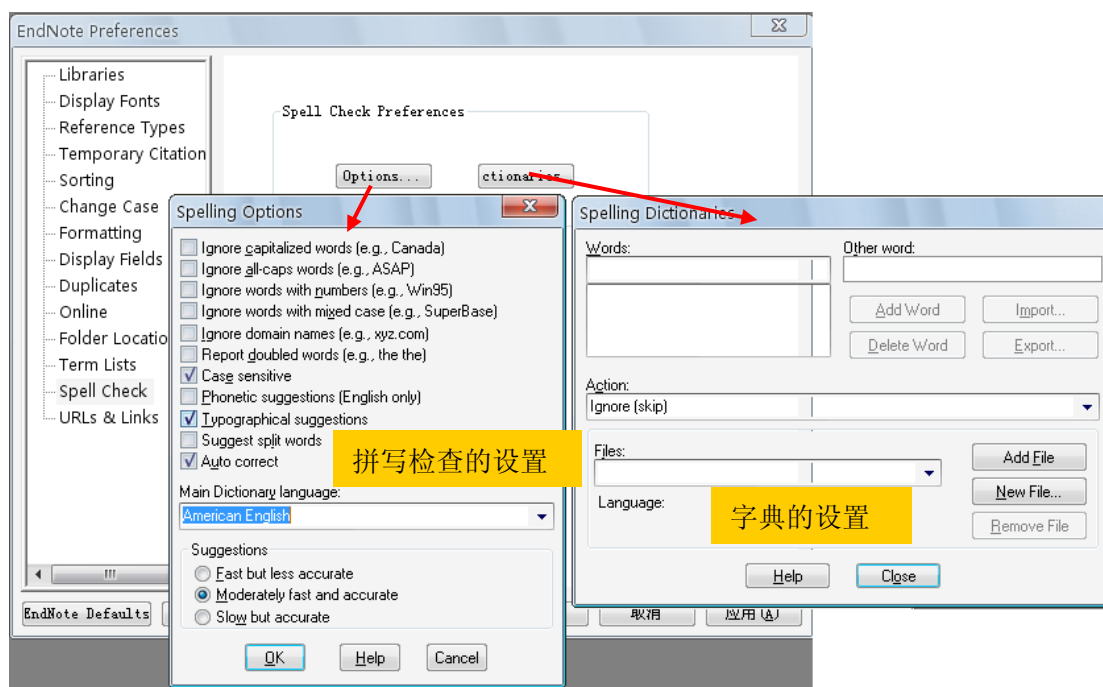 EndNote Preferences
Libraries
Display Fonts
Reference Types
Temporary Citation
Sorting
Change Case
Formatting
Display Fields
Duplicates
Online
Folder Locatio
Term Lists
Spell Check
URLs & Links
Spell Check Preferences
Options...
ctionaries
EndNote Defaults
取消
应用(A)
Spelling Options
Ignore capitalized words (e.g., Canada)
Ignore all-caps words (e.g., ASAP)
Ignore words with numbers (e.g., Win95)
Ignore words with mixed case (e.g., SuperBase)
Ignore domain names (e.g., xyz.com)
Report doubled words (e.g., the the)
Case sensitive
Phonetic suggestions (English only)
Typographical suggestions
Suggest split words
Auto correct
拼写检查的设置
Main Dictionary language:
American English
Suggestions
Fast but less accurate
Moderately fast and accurate
Slow but accurate
OK
Help
Cancel
Spelling Dictionaries
Words:
Other word:
Add Word
Import...
Delete Word
Export...
Action:
Ignore (skip)
Files:
Add File
Language:
New File...
字典的设置
Remove File
Help
Close